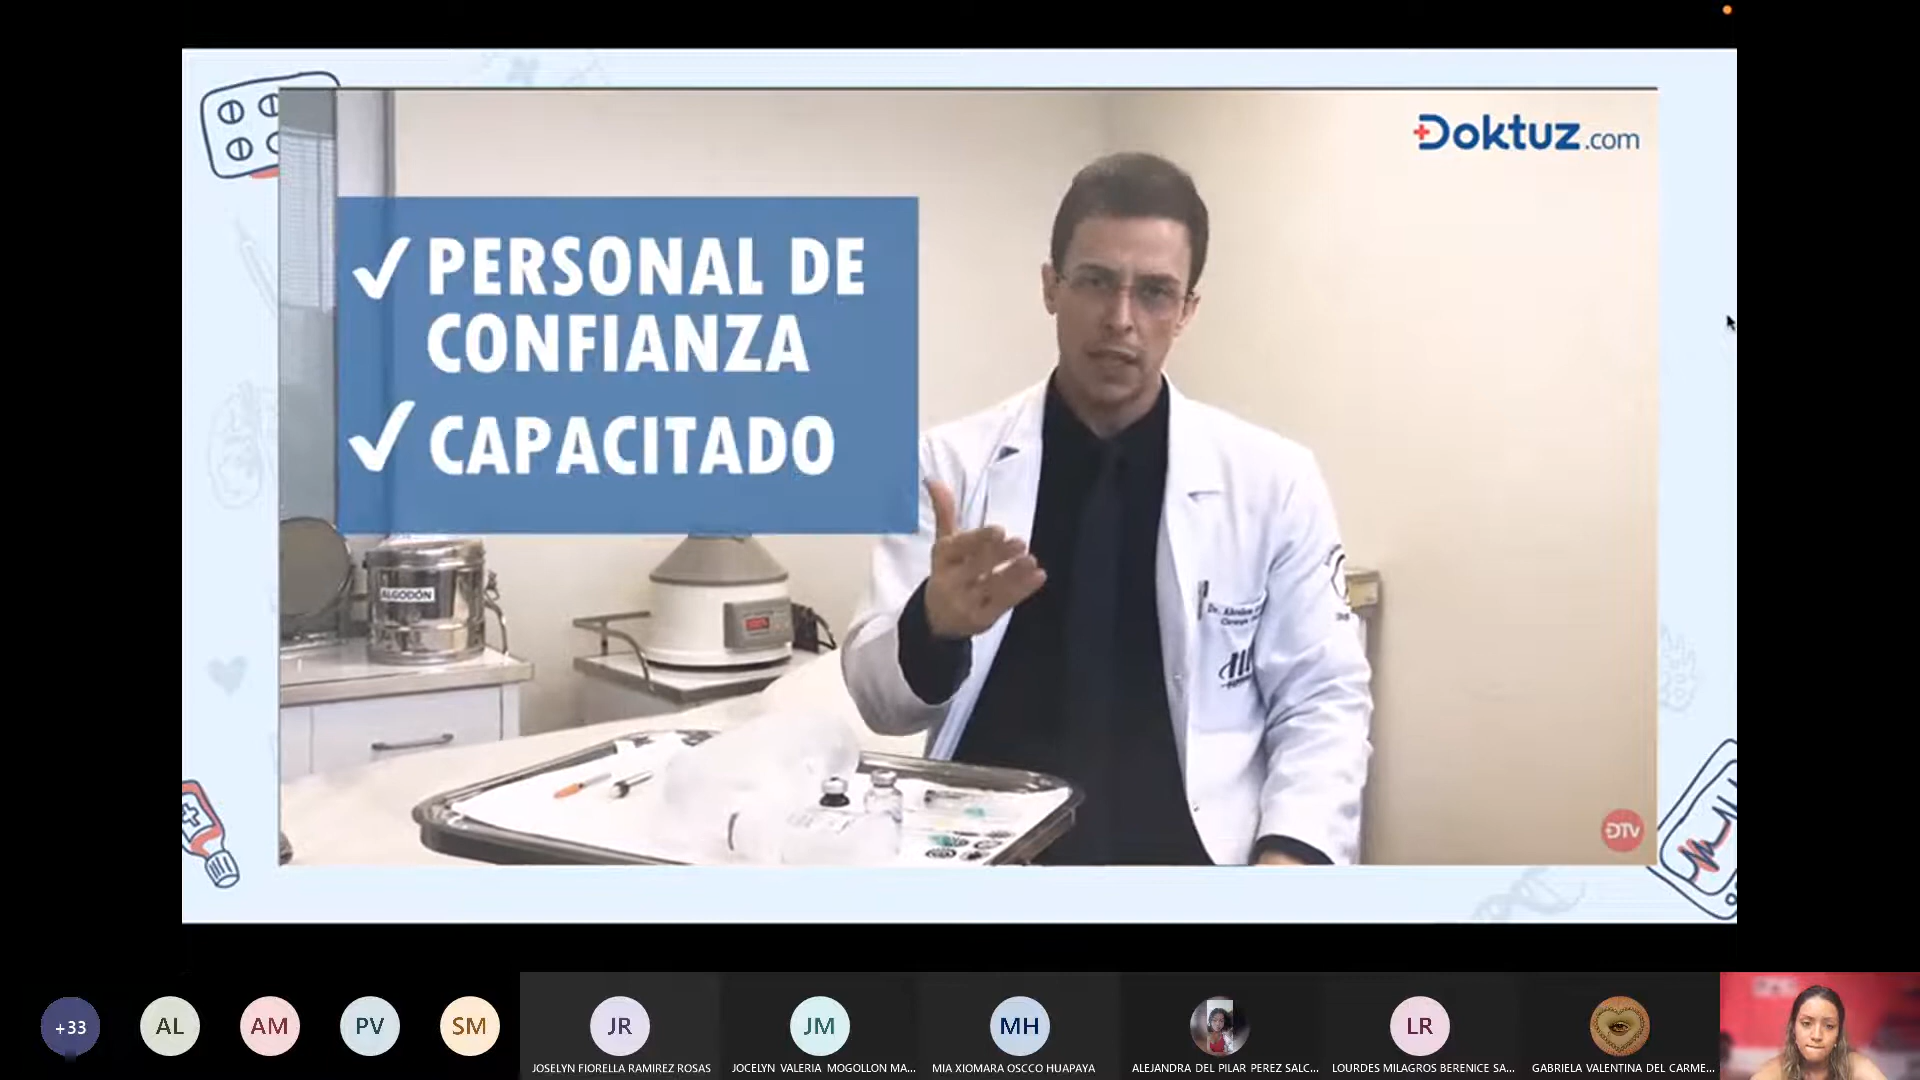 Doktuz.com
✓ PERSONAL DE
CONFIANZA
✓ CAPACITADO
ALGODÓN
Dr.
DTV
+33
AL
AM
PV
SM
JR
JM
MH
LR
JOSELYN FIORELLA RAMIREZ ROSAS
JOCELYN VALERIA MOGOLLON MA...
MIA XIOMARA OSCCO HUAPAYA
ALEJANDRA DEL PILAR PEREZ SALC...
LOURDES MILAGROS BERENICE SA...
GABRIELA VALENTINA DEL CARME...